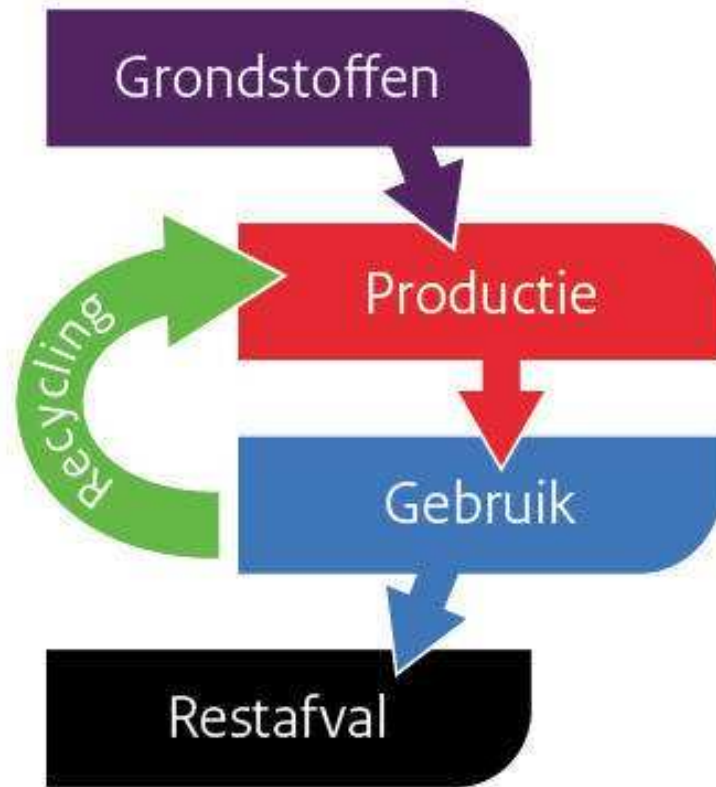 Grondstoffen
Productie
Recycling
Gebruik
Restafval